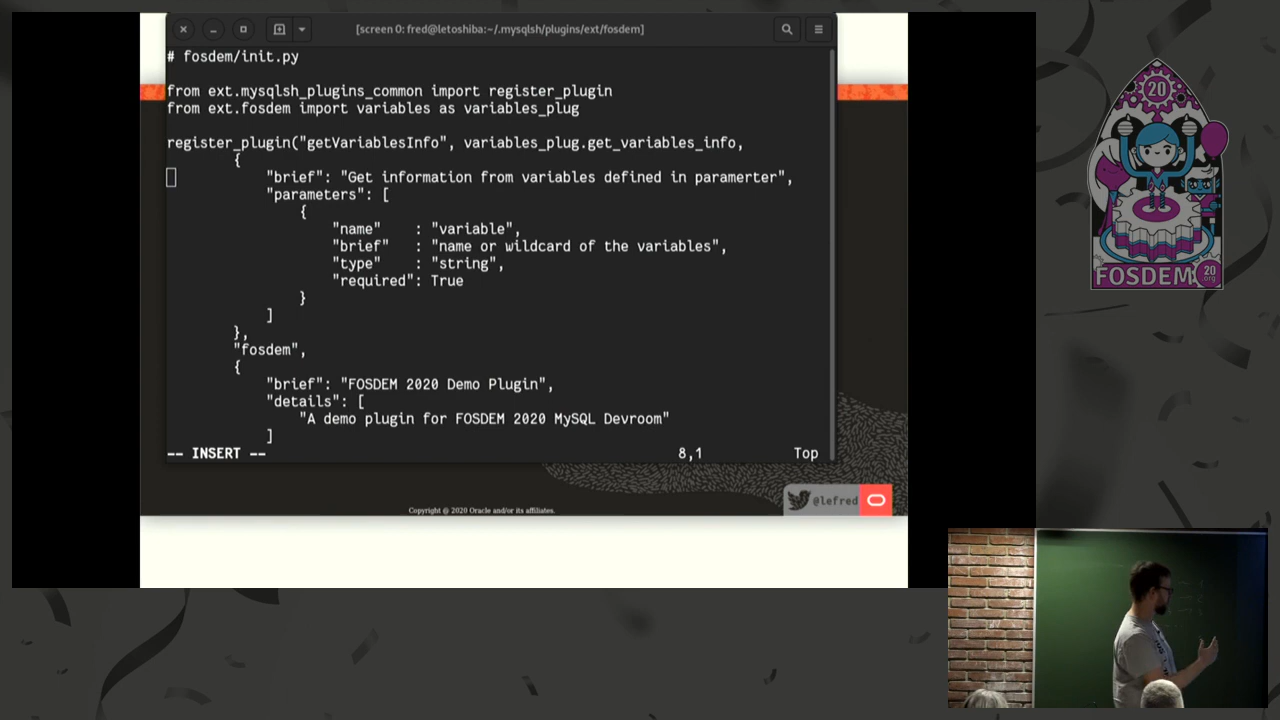 [screen 0: fred@letoshiba:~/.mysqlsh/plugins/ext/fosdem]
# fosdem/init.py
from ext.mysqlsh_plugins_common import register_plugin
from ext.fosdem import variables as variables_plug
register_plugin("getVariablesInfo", variables_plug.get_variables_info,
{
"brief": "Get information from variables defined in paramerter",
"parameters": [
{
"name" : "variable",
"brief" : "name or wildcard of the variables",
"type" : "string",
"required": True
}
]
},
"fosdem",
{
"brief": "FOSDEM 2020 Demo Plugin",
"details": [
"A demo plugin for FOSDEM 2020 MySQL Devroom"
]
-- INSERT -- 8,1 Top
@lefred
Copyright @ 2020 Oracle and/or its affiliates.
20
FOSDEM 20
.org